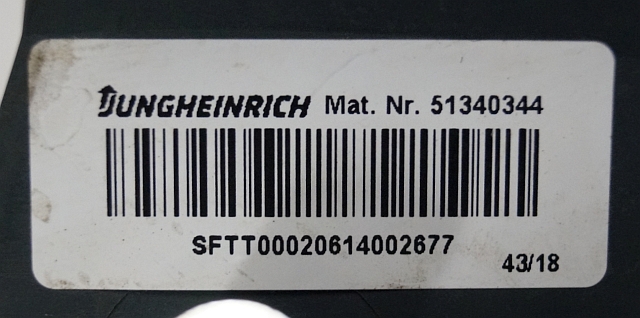 JUNGHEINRICH Mat. Nr. 51340344
SFTT00020614002677
43/18